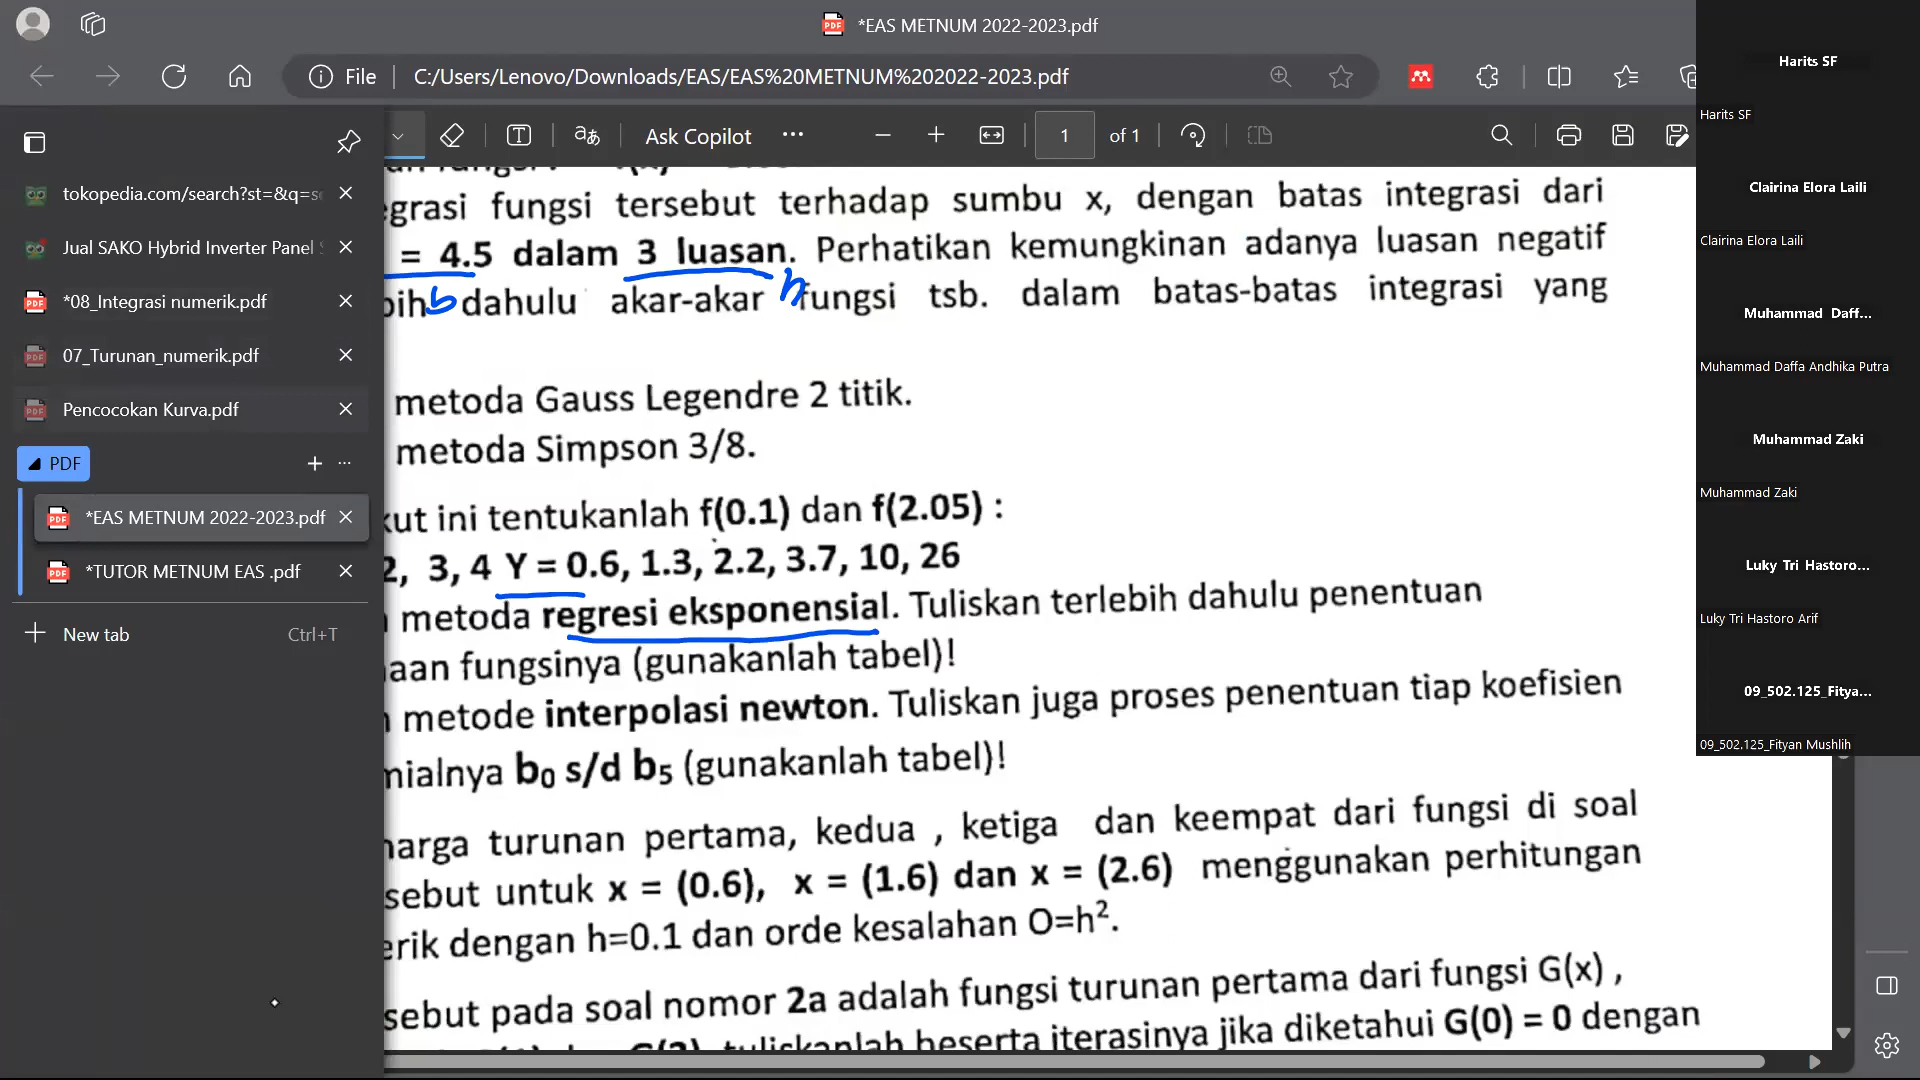 *EAS METNUM 2022-2023.pdf
File
C:/Users/Lenovo/Downloads/EAS/EAS%20METNUM%202022-2023.pdf
Ask Copilot
1 of 1
tokopedia.com/search?st=&q=s
Jual SAKO Hybrid Inverter Panel
*08_Integrasi numerik.pdf
07_Turunan_numerik.pdf
Pencocokan Kurva.pdf
PDF
*EAS METNUM 2022-2023.pdf
*TUTOR METNUM EAS .pdf
New tab Ctrl+T
egrasi fungsi tersebut terhadap sumbu x, dengan batas integrasi dari
= 4.5 dalam 3 luasan. Perhatikan kemungkinan adanya luasan negatif
bih b dahulu akar-akar n fungsi tsb. dalam batas-batas integrasi yang
metoda Gauss Legendre 2 titik.
metoda Simpson 3/8.
kut ini tentukanlah f(0.1) dan f(2.05) :
2, 3, 4 Y = 0.6, 1.3, 2.2, 3.7, 10, 26
metoda regresi eksponensial. Tuliskan terlebih dahulu penentuan
naan fungsinya (gunakanlah tabel)!
metode interpolasi newton. Tuliskan juga proses penentuan tiap koefisien
mialnya b0 s/d b5 (gunakanlah tabel)!
harga turunan pertama, kedua , ketiga dan keempat dari fungsi di soal
sebut untuk x = (0.6), x = (1.6) dan x = (2.6) menggunakan perhitungan
erik dengan h=0.1 dan orde kesalahan O=h².
sebut pada soal nomor 2a adalah fungsi turunan pertama dari fungsi G(x) ,
tuliskanlah beserta iterasinya jika diketahui G(0) = 0 dengan
Harits SF
Harits SF
Clairina Elora Laili
Clairina Elora Laili
Muhammad Daff...
Muhammad Daffa Andhika Putra
Muhammad Zaki
Muhammad Zaki
Luky Tri Hastoro...
Luky Tri Hastoro Arif
09_502.125_Fitya...
09_502.125_Fityan Mushlih